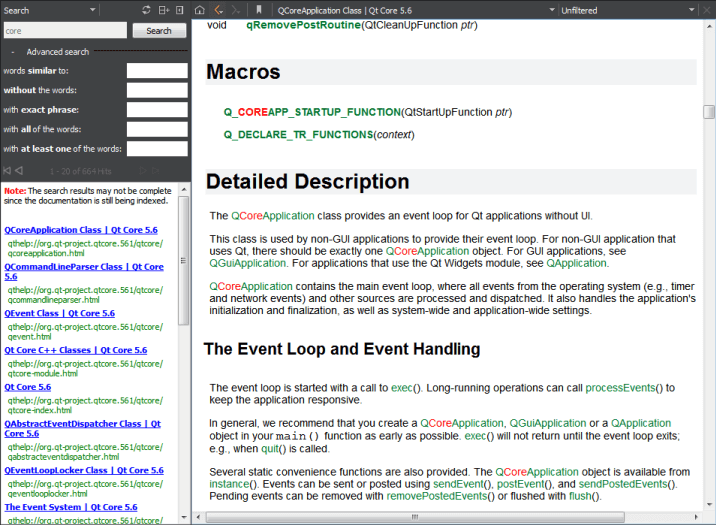 Search
core
Search
- Advanced search
words similar to:
without the words:
with exact phrase:
with all of the words:
with at least one of the words:
1 - 20 of 664 Hits
Note: The search results may not be complete
since the documentation is still being indexed.
QCoreApplication Class | Qt Core 5.6
qthelp://org.qt-project.qtcore.561/qtcore/
qcoreapplication.html
QCommandLineParser Class | Qt Core
5.6
qthelp://org.qt-project.qtcore.561/qtcore/
qcommandlineparser.html
QEvent Class | Qt Core 5.6
qthelp://org.qt-project.qtcore.561/qtcore/
qevent.html
Qt Core C++ Classes | Qt Core 5.6
qthelp://org.qt-project.qtcore.561/qtcore/
qtcore-module.html
Qt Core 5.6
qthelp://org.qt-project.qtcore.561/qtcore/
qtcore-index.html
QAbstractEventDispatcher Class | Qt
Core 5.6
qthelp://org.qt-project.qtcore.561/qtcore/
qabstracteventdispatcher.html
QEventLoopLocker Class | Qt Core 5.6
qthelp://org.qt-project.qtcore.561/qtcore/
qeventlooplocker.html
The Event System | Qt Core 5.6
qthelp://org.qt-project.qtcore.561/qtcore/
QCoreApplication Class | Qt Core 5.6
Unfiltered
void qRemovePostRoutine(QtCleanUpFunction ptr)
Macros
Q_COREAPP_STARTUP_FUNCTION(QtStartUpFunction ptr)
Q_DECLARE_TR_FUNCTIONS(context)
Detailed Description
The QCoreApplication class provides an event loop for Qt applications without UI.
This class is used by non-GUI applications to provide their event loop. For non-GUI application that
uses Qt, there should be exactly one QCoreApplication object. For GUI applications, see
QGuiApplication. For applications that use the Qt Widgets module, see QApplication.
QCoreApplication contains the main event loop, where all events from the operating system (e.g., timer
and network events) and other sources are processed and dispatched. It also handles the application's
initialization and finalization, as well as system-wide and application-wide settings.
The Event Loop and Event Handling
The event loop is started with a call to exec(). Long-running operations can call processEvents() to
keep the application responsive.
In general, we recommend that you create a QCoreApplication, QGuiApplication or a QApplication
object in your main() function as early as possible. exec() will not return until the event loop exits;
e.g., when quit() is called.
Several static convenience functions are also provided. The QCoreApplication object is available from
instance(). Events can be sent or posted using sendEvent(), postEvent(), and sendPostedEvents().
Pending events can be removed with removePostedEvents() or flushed with flush().